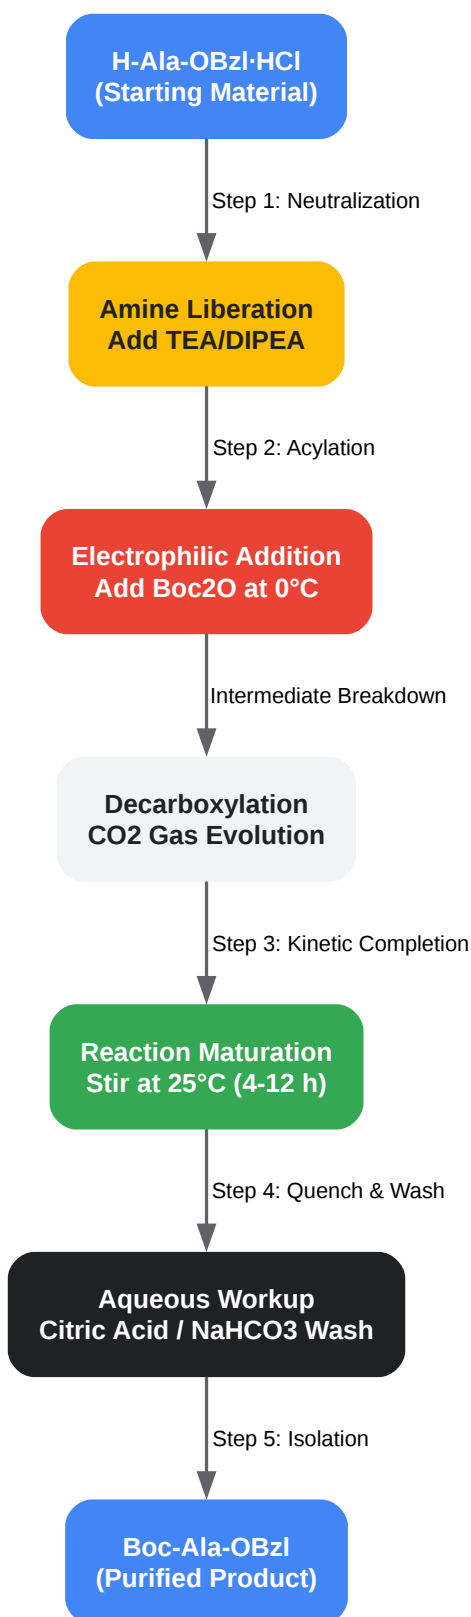 H-Ala-OBzl·HCl
(Starting Material)
Step 1: Neutralization
Amine Liberation
Add TEA/DIPEA
Step 2: Acylation
Electrophilic Addition
Add Boc2O at 0°C
Intermediate Breakdown
Decarboxylation
CO2 Gas Evolution
Step 3: Kinetic Completion
Reaction Maturation
Stir at 25°C (4-12 h)
Step 4: Quench & Wash
Aqueous Workup
Citric Acid / NaHCO3 Wash
Step 5: Isolation
Boc-Ala-OBzl
(Purified Product)